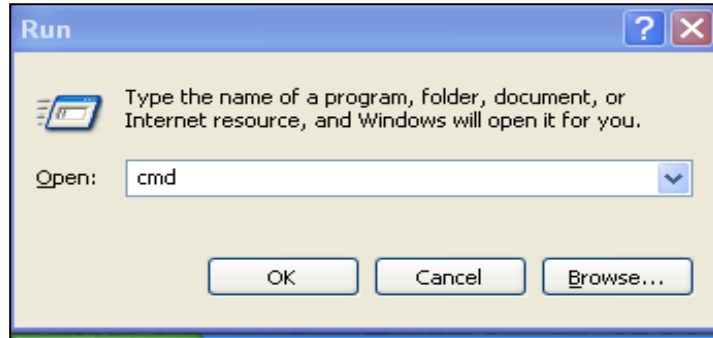 Run
Type the name of a program, folder, document, or
Internet resource, and Windows will open it for you.
Open: cmd
OK Cancel Browse...